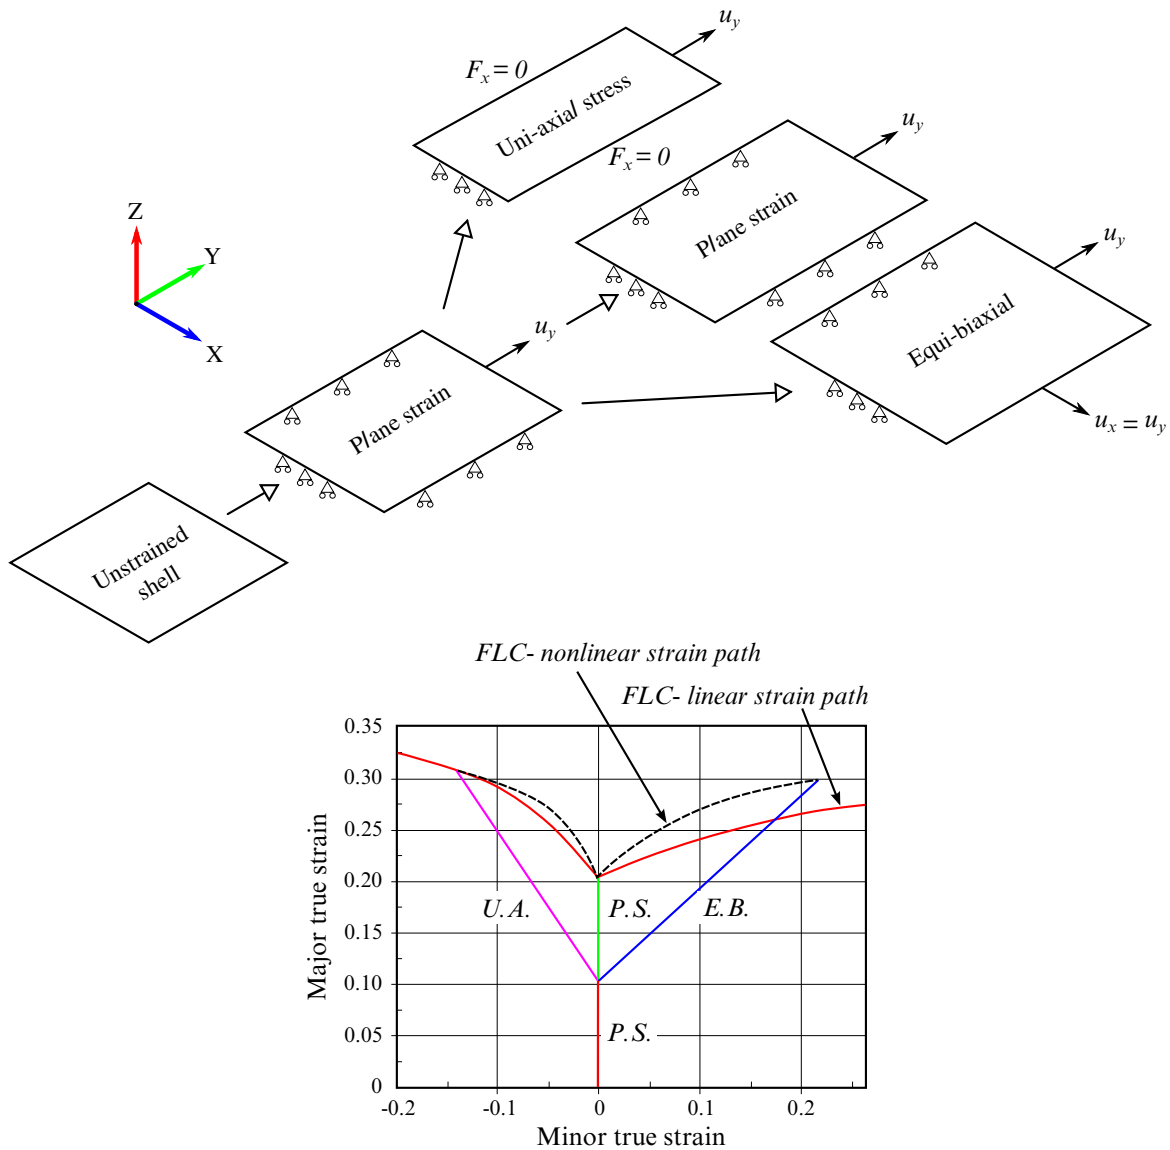 u_y
F_x = 0
Uni-axial stress
u_y
F_x = 0
Plane strain
Z
Y
X
u_y
Equi-biaxial
u_y
Plane strain
u_x = u_y
Unstrained
shell
FLC- nonlinear strain path
FLC- linear strain path
0.35
0.30
0.25
0.20
0.15
0.10
0.05
0
Major true strain
U.A.
P.S.
E.B.
P.S.
-0.2
-0.1
0
0.1
0.2
Minor true strain